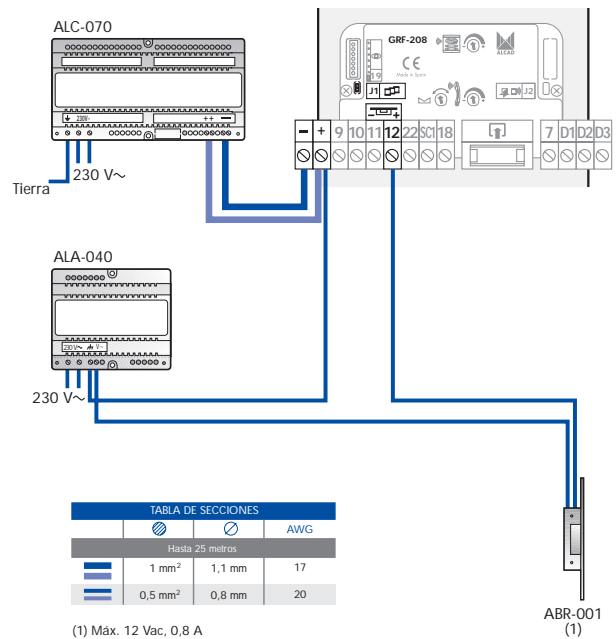 ALC-070
230V~
++ —
230 V~
Tierra
GRF-208
ALCAD
CE
Made in Spain
19
J1
J2
- +
- + 9 10 11 12 22 SC1 18 7 D1 D2 D3
ALA-040
230V~ V~
230 V~
TABLA DE SECCIONES
AWG
Hasta 25 metros
1 mm² 1,1 mm 17
0,5 mm² 0,8 mm 20
(1) Máx. 12 Vac, 0,8 A
ABR-001
(1)